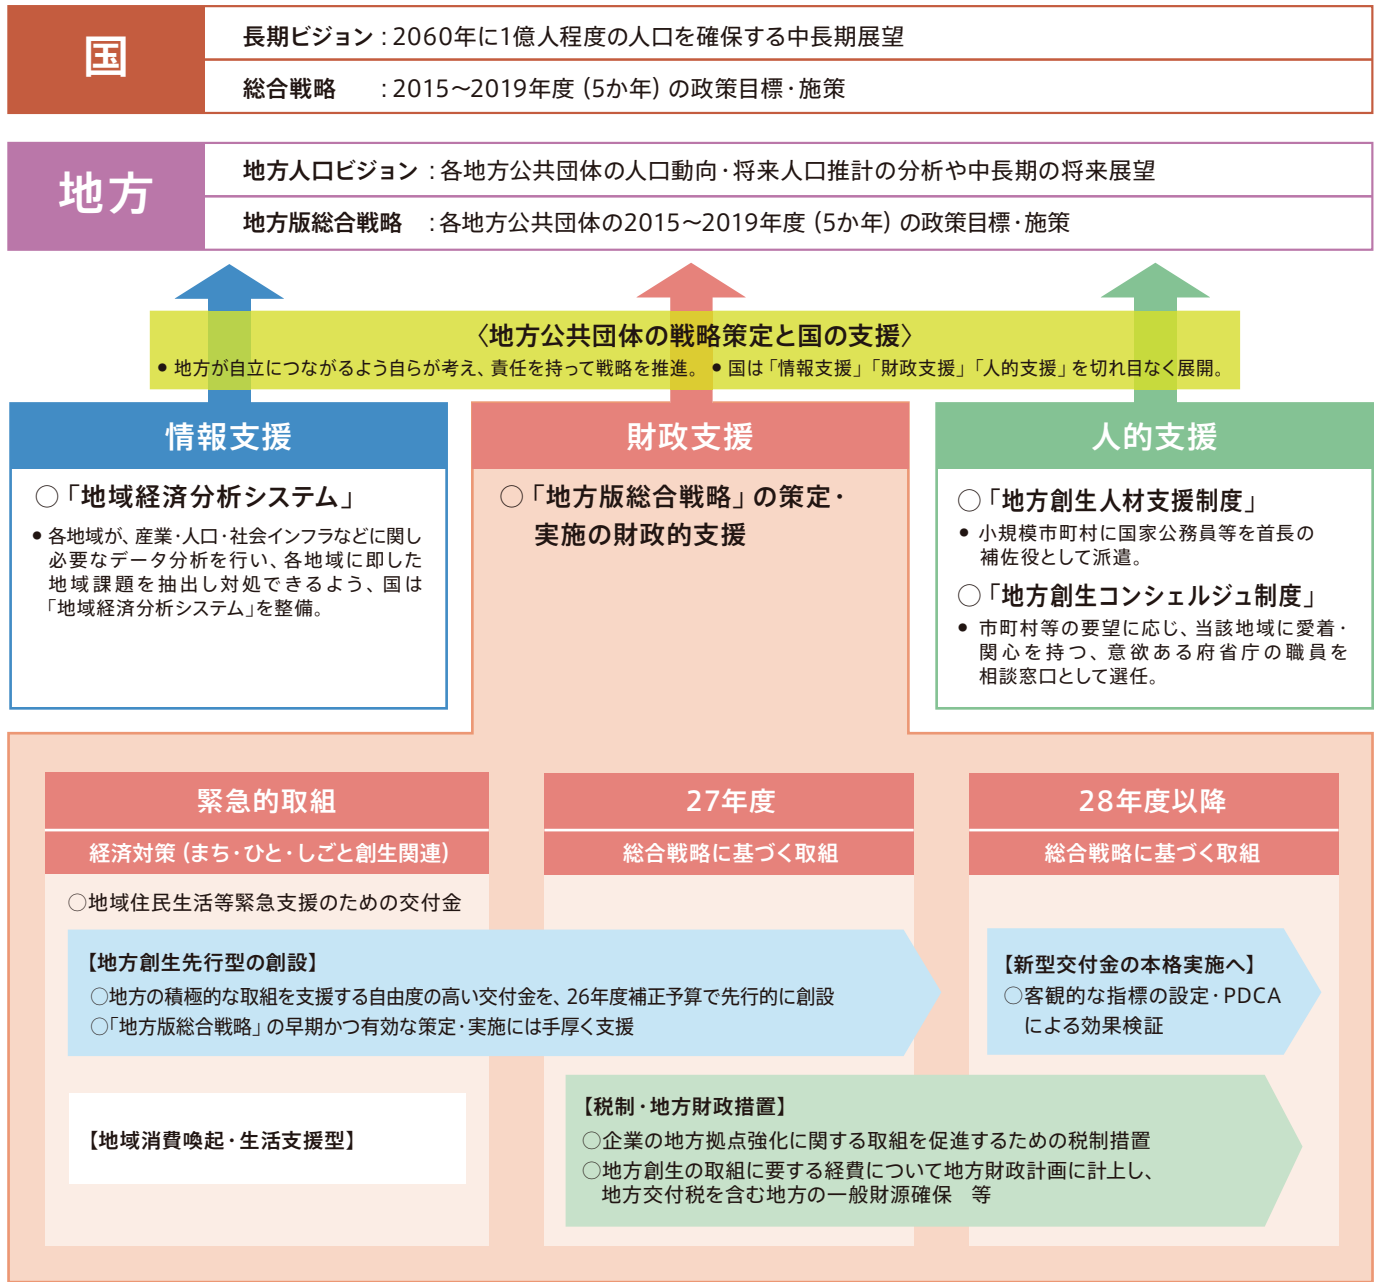 国
長期ビジョン：2060年に1億人程度の人口を確保する中長期展望
総合戦略　　：2015～2019年度（5か年）の政策目標・施策
地方
地方人口ビジョン：各地方公共団体の人口動向・将来人口推計の分析や中長期の将来展望
地方版総合戦略　：各地方公共団体の2015～2019年度（5か年）の政策目標・施策
〈地方公共団体の戦略策定と国の支援〉
● 地方が自立につながるよう自らが考え、責任を持って戦略を推進。 ● 国は「情報支援」「財政支援」「人的支援」を切れ目なく展開。
情報支援
○「地域経済分析システム」
● 各地域が、産業・人口・社会インフラなどに関し
必要なデータ分析を行い、各地域に即した
地域課題を抽出し対処できるよう、国は
「地域経済分析システム」を整備。
財政支援
○「地方版総合戦略」の策定・
実施の財政的支援
人的支援
○「地方創生人材支援制度」
● 小規模市町村に国家公務員等を首長の
補佐役として派遣。
○「地方創生コンシェルジュ制度」
● 市町村等の要望に応じ、当該地域に愛着・
関心を持つ、意欲ある府省庁の職員を
相談窓口として選任。
緊急的取組
経済対策（まち・ひと・しごと創生関連）
○地域住民生活等緊急支援のための交付金
27年度
総合戦略に基づく取組
28年度以降
総合戦略に基づく取組
【地方創生先行型の創設】
○地方の積極的な取組を支援する自由度の高い交付金を、26年度補正予算で先行的に創設
○「地方版総合戦略」の早期かつ有効な策定・実施には手厚く支援
【新型交付金の本格実施へ】
○客観的な指標の設定・PDCA
による効果検証
【地域消費喚起・生活支援型】
【税制・地方財政措置】
○企業の地方拠点強化に関する取組を促進するための税制措置
○地方創生の取組に要する経費について地方財政計画に計上し、
地方交付税を含む地方の一般財源確保　等